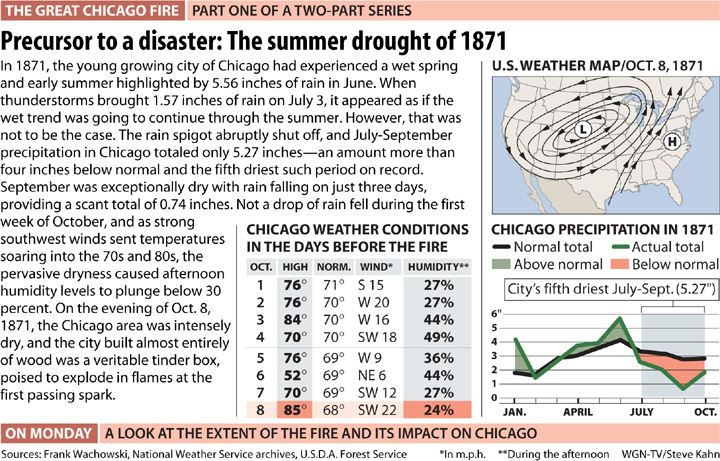 THE GREAT CHICAGO FIRE PART ONE OF A TWO-PART SERIES
Precursor to a disaster: The summer drought of 1871
In 1871, the young growing city of Chicago had experienced a wet spring
and early summer highlighted by 5.56 inches of rain in June. When
thunderstorms brought 1.57 inches of rain on July 3, it appeared as if the
wet trend was going to continue through the summer. However, that was
not to be the case. The rain spigot abruptly shut off, and July-September
precipitation in Chicago totaled only 5.27 inches—an amount more than
four inches below normal and the fifth driest such period on record.
September was exceptionally dry with rain falling on just three days,
providing a scant total of 0.74 inches. Not a drop of rain fell during the first
week of October, and as strong
southwest winds sent temperatures
soaring into the 70s and 80s, the
pervasive dryness caused afternoon
humidity levels to plunge below 30
percent. On the evening of Oct. 8,
1871, the Chicago area was intensely
dry, and the city built almost entirely
of wood was a veritable tinder box,
poised to explode in flames at the
first passing spark.
CHICAGO WEATHER CONDITIONS
IN THE DAYS BEFORE THE FIRE
OCT. HIGH NORM. WIND* HUMIDITY**
1 76° 71° S 15 27%
2 76° 70° W 20 27%
3 84° 70° W 16 44%
4 70° 70° SW 18 49%
5 76° 69° W 9 36%
6 52° 69° NE 6 44%
7 70° 69° SW 12 27%
8 85° 68° SW 22 24%
U.S. WEATHER MAP/OCT. 8, 1871
L
H
CHICAGO PRECIPITATION IN 1871
Normal total Actual total
Above normal Below normal
City's fifth driest July-Sept. (5.27")
6"
5
4
3
2
1
0
JAN. APRIL JULY OCT.
ON MONDAY A LOOK AT THE EXTENT OF THE FIRE AND ITS IMPACT ON CHICAGO
Sources: Frank Wachowski, National Weather Service archives, U.S.D.A. Forest Service *In m.p.h. **During the afternoon WGN-TV/Steve Kahn